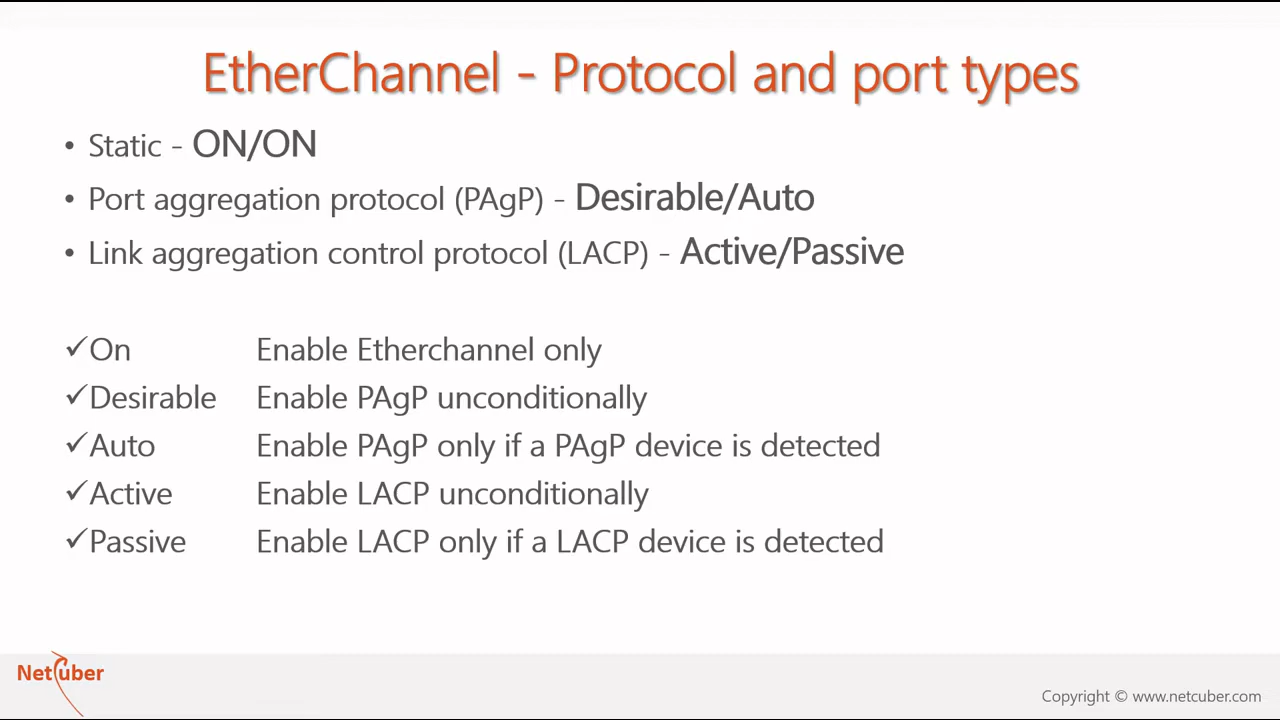 EtherChannel - Protocol and port types
• Static - ON/ON
• Port aggregation protocol (PAgP) - Desirable/Auto
• Link aggregation control protocol (LACP) - Active/Passive
✓On Enable Etherchannel only
✓Desirable Enable PAgP unconditionally
✓Auto Enable PAgP only if a PAgP device is detected
✓Active Enable LACP unconditionally
✓Passive Enable LACP only if a LACP device is detected
NetCuber
Copyright © www.netcuber.com